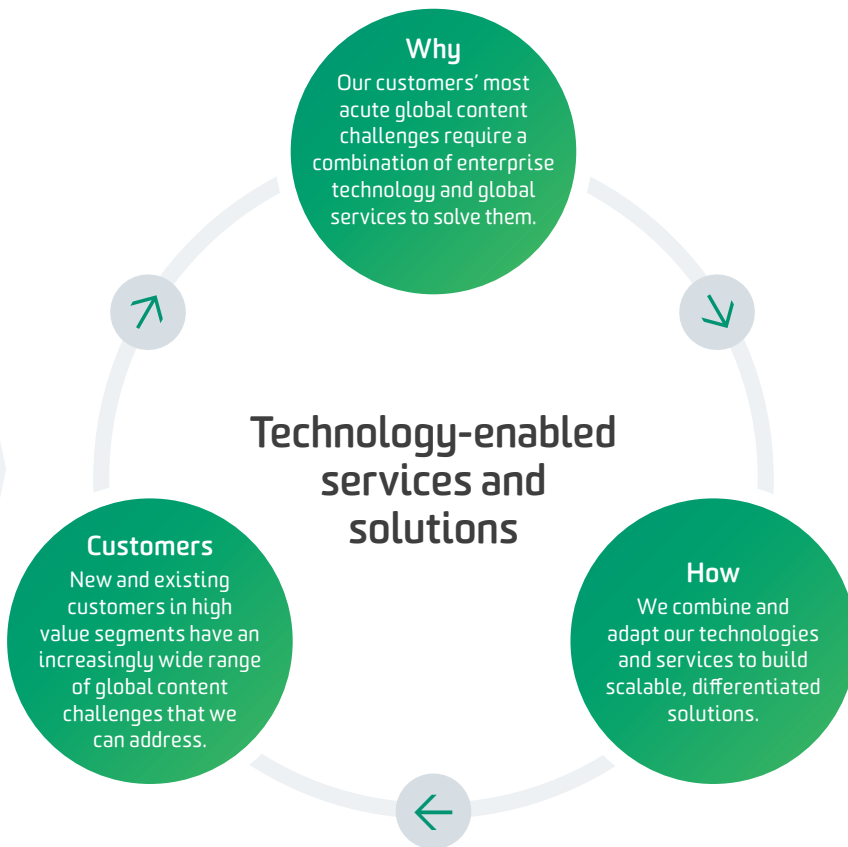 Why
Our customers’ most
acute global content
challenges require a
combination of enterprise
technology and global
services to solve them.
Technology-enabled
services and
solutions
Customers
New and existing
customers in high
value segments have an
increasingly wide range
of global content
challenges that we
can address.
How
We combine and
adapt our technologies
and services to build
scalable, differentiated
solutions.